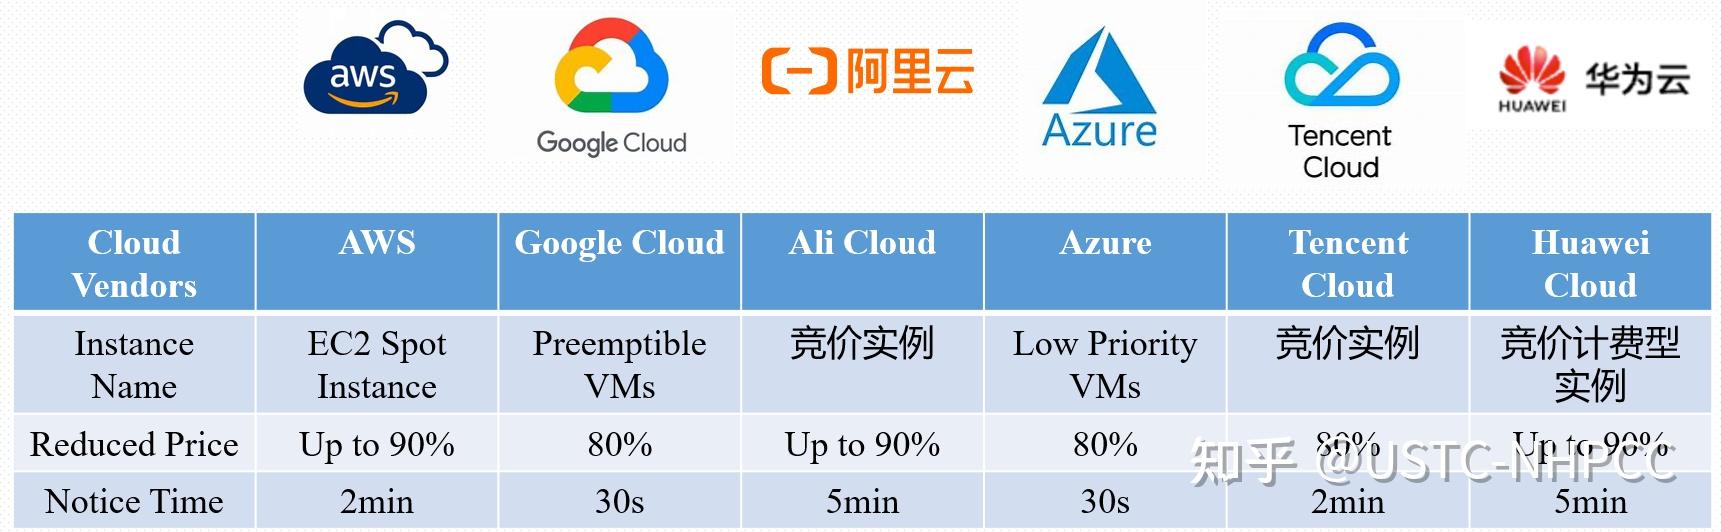 aws
Google Cloud
阿里云
Azure
Tencent
Cloud
HUAWEI
华为云
Cloud
Vendors
AWS
Google Cloud
Ali Cloud
Azure
Tencent
Cloud
Huawei
Cloud
Instance
Name
EC2 Spot
Instance
Preemptible
VMs
竞价实例
Low Priority
VMs
竞价实例
竞价计费型
实例
Reduced Price
Up to 90%
80%
Up to 90%
80%
80%
Up to 90%
Notice Time
2min
30s
5min
30s
2min
5min
知乎 @USTC-NHPCC